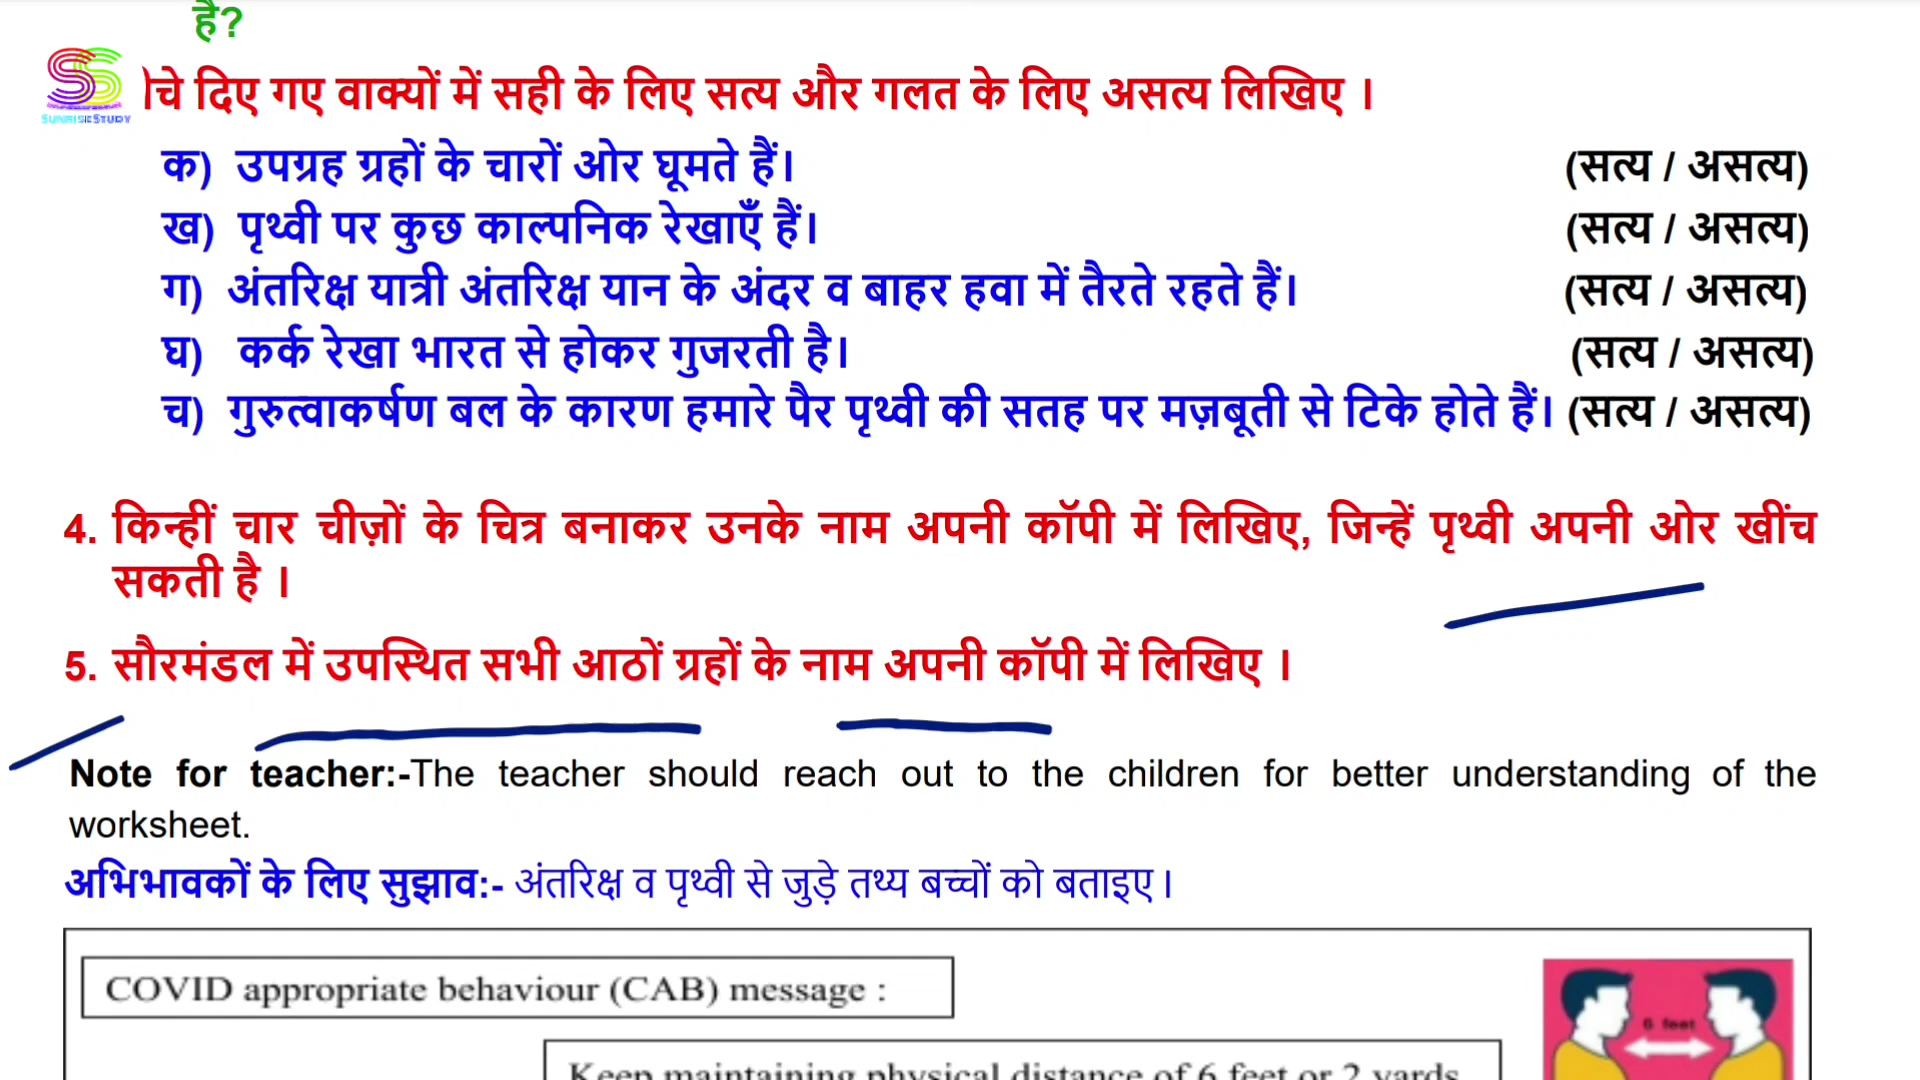 है?
SUNRISESTUDY
चे दिए गए वाक्यों में सही के लिए सत्य और गलत के लिए असत्य लिखिए ।
क) उपग्रह ग्रहों के चारों ओर घूमते हैं। (सत्य / असत्य)
ख) पृथ्वी पर कुछ काल्पनिक रेखाएँ हैं। (सत्य / असत्य)
ग) अंतरिक्ष यात्री अंतरिक्ष यान के अंदर व बाहर हवा में तैरते रहते हैं। (सत्य / असत्य)
घ) कर्क रेखा भारत से होकर गुजरती है। (सत्य / असत्य)
च) गुरुत्वाकर्षण बल के कारण हमारे पैर पृथ्वी की सतह पर मज़बूती से टिके होते हैं। (सत्य / असत्य)
4. किन्हीं चार चीज़ों के चित्र बनाकर उनके नाम अपनी कॉपी में लिखिए, जिन्हें पृथ्वी अपनी ओर खींच
सकती है ।
5. सौरमंडल में उपस्थित सभी आठों ग्रहों के नाम अपनी कॉपी में लिखिए ।
Note for teacher:-The teacher should reach out to the children for better understanding of the
worksheet.
अभिभावकों के लिए सुझाव:- अंतरिक्ष व पृथ्वी से जुड़े तथ्य बच्चों को बताइए।
COVID appropriate behaviour (CAB) message :
6 feet
Keep maintaining physical distance of 6 feet or 2 yards